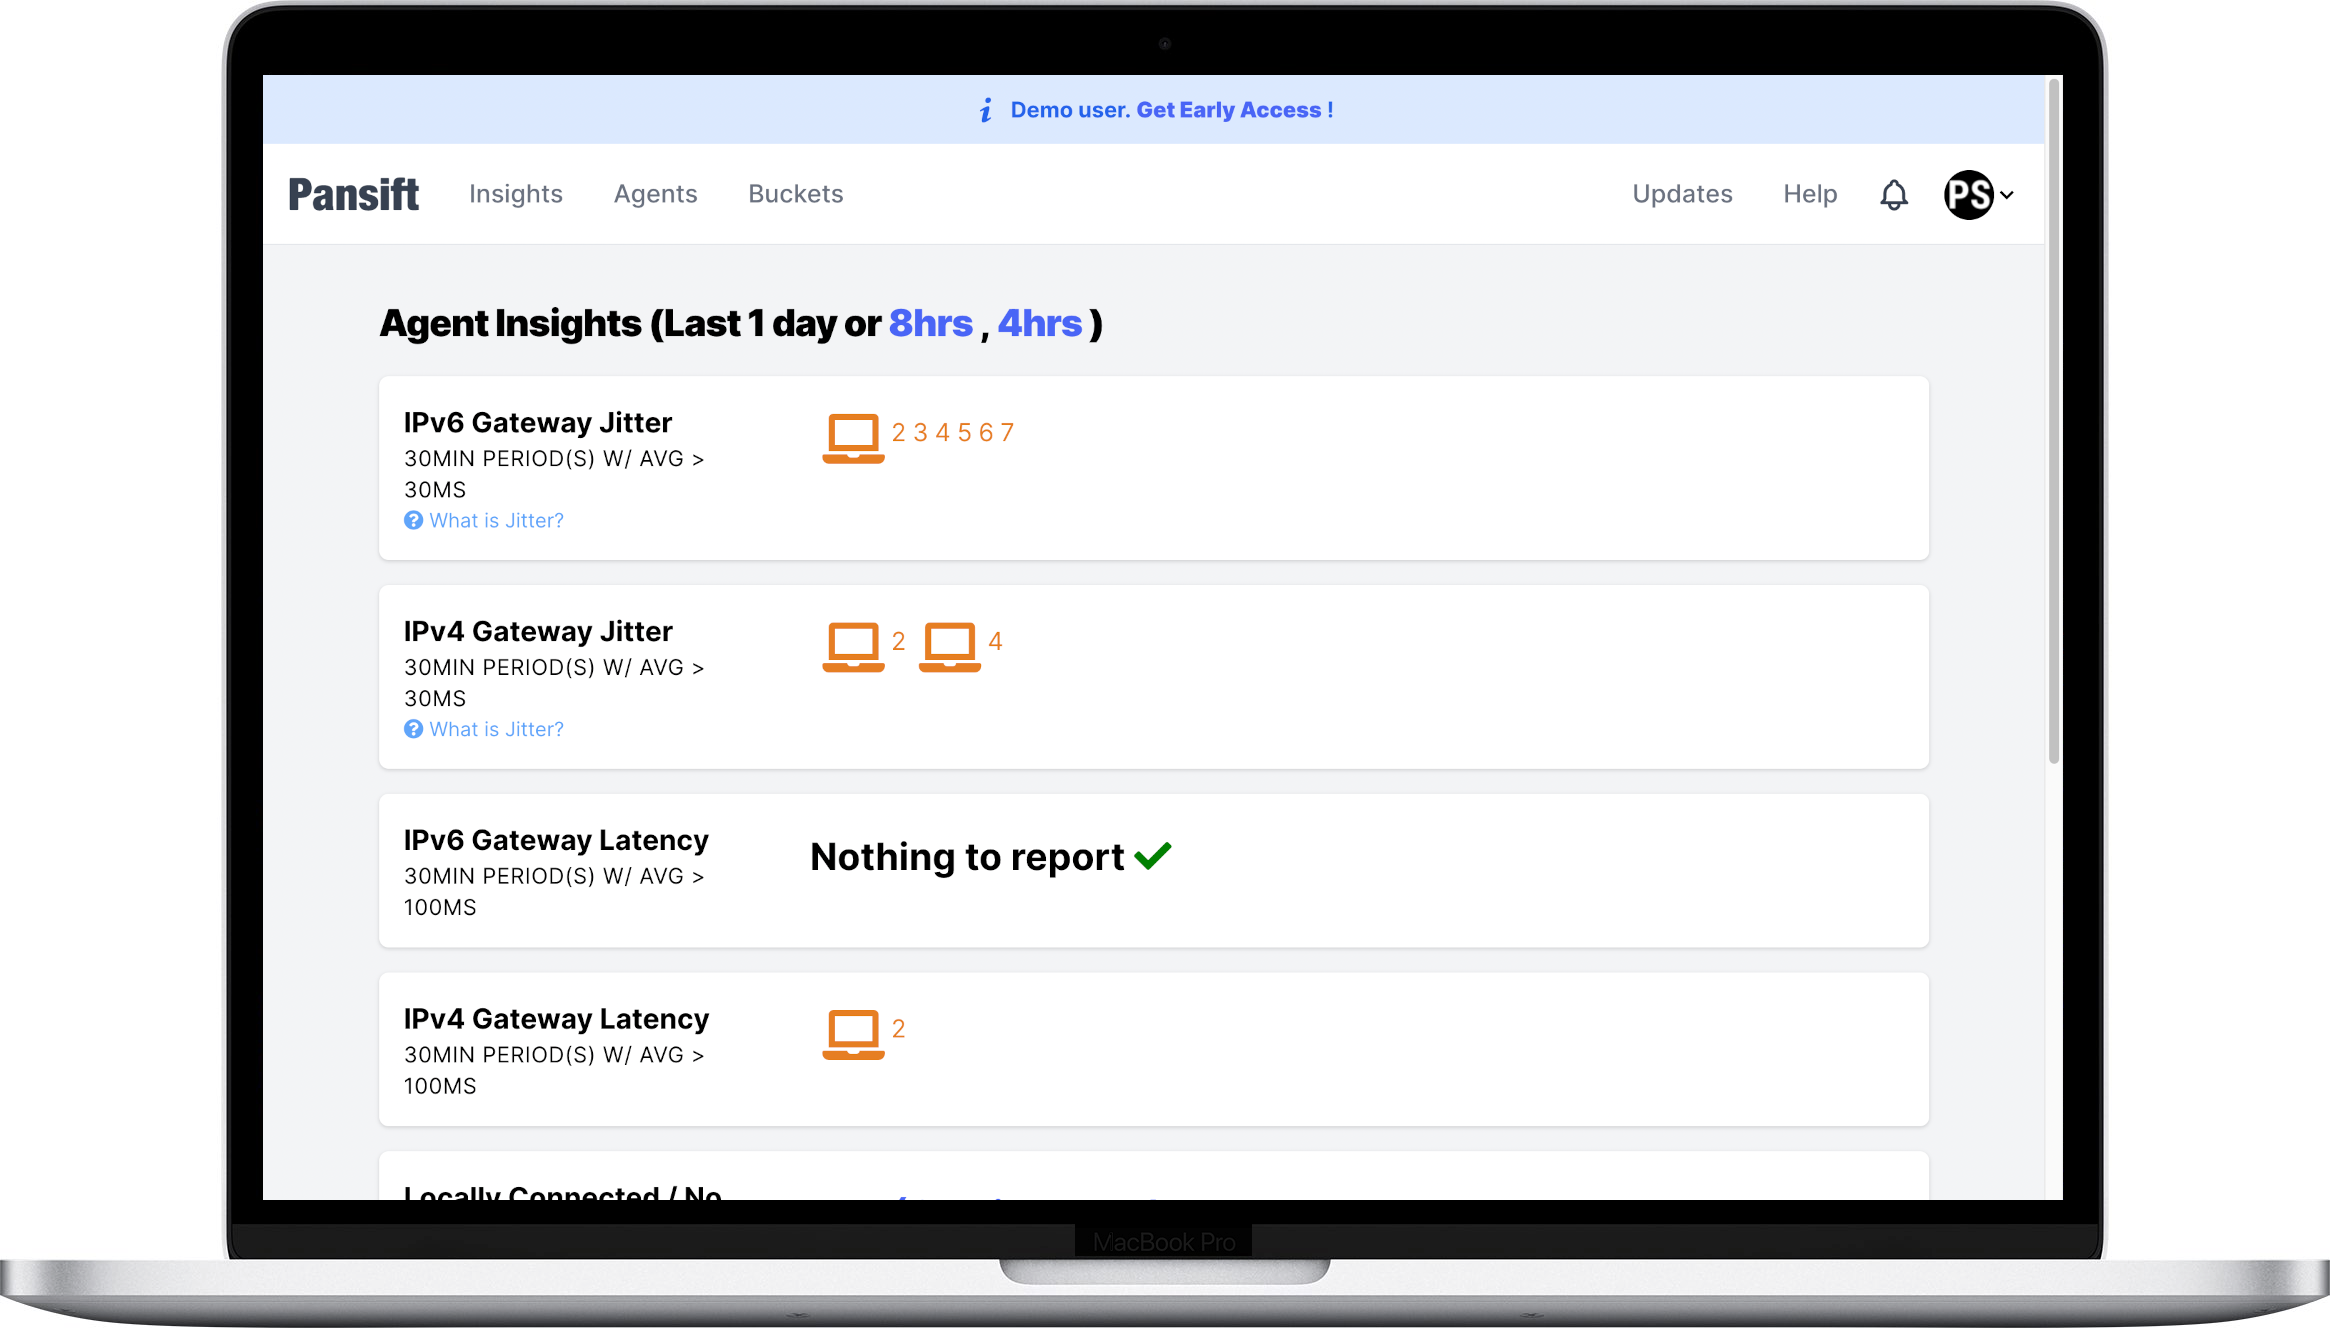 Demo user. Get Early Access !
Pansift Insights Agents Buckets Updates Help PS
Agent Insights (Last 1 day or 8hrs , 4hrs )
IPv6 Gateway Jitter
30MIN PERIOD(S) W/ AVG >
30MS
What is Jitter?
2 3 4 5 6 7
IPv4 Gateway Jitter
30MIN PERIOD(S) W/ AVG >
30MS
What is Jitter?
2 4
IPv6 Gateway Latency
30MIN PERIOD(S) W/ AVG >
100MS
Nothing to report
IPv4 Gateway Latency
30MIN PERIOD(S) W/ AVG >
100MS
2
Locally Connected / No
MacBook Pro